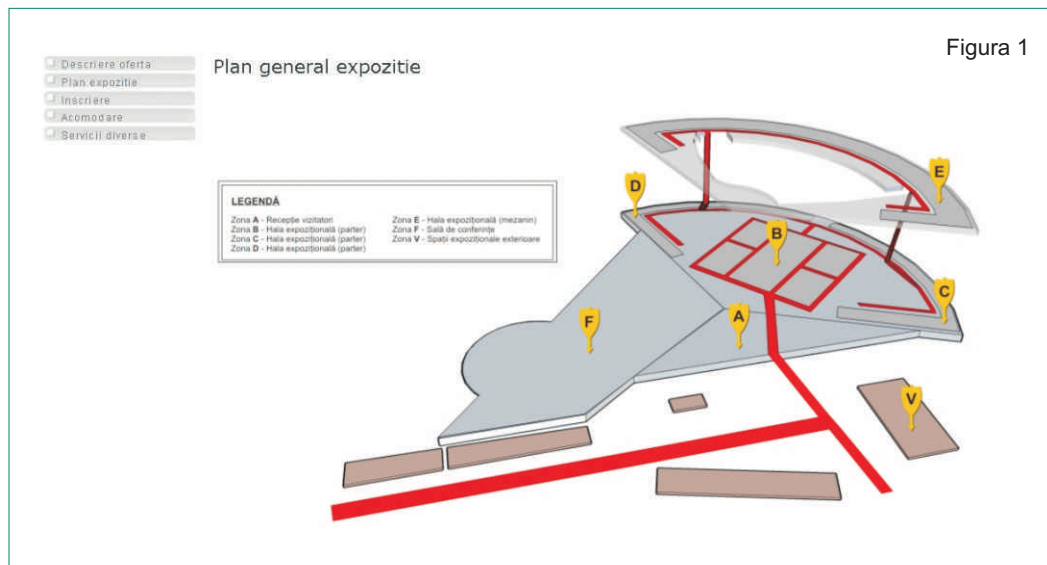 Figura 1
Descriere oferta
Plan expozitie
Inscriere
Acomodare
Servicii diverse
Plan general expozitie
LEGENDĂ
Zona A - Recepție vizitatori
Zona B - Hala expozițională (parter)
Zona C - Hala expozițională (parter)
Zona D - Hala expozițională (parter)
Zona E - Hala expozițională (mezanin)
Zona F - Sală de conferințe
Zona V - Spații expoziționale exterioare
E
D
B
C
A
F
V